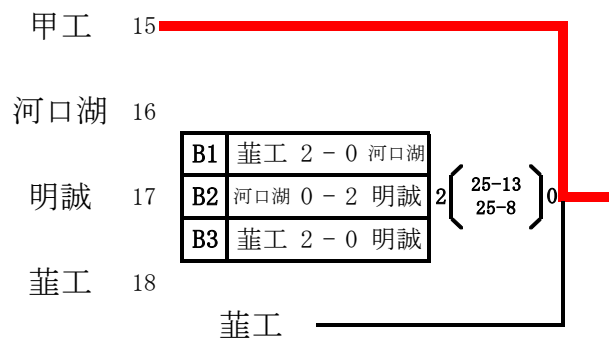 甲工 15
河口湖 16
B1 韮工 2 - 0 河口湖
明誠 17
B2 河口湖 0 - 2 明誠
2 ( 25-13 ) 0
25-8
B3 韮工 2 - 0 明誠
韮工 18
韮工